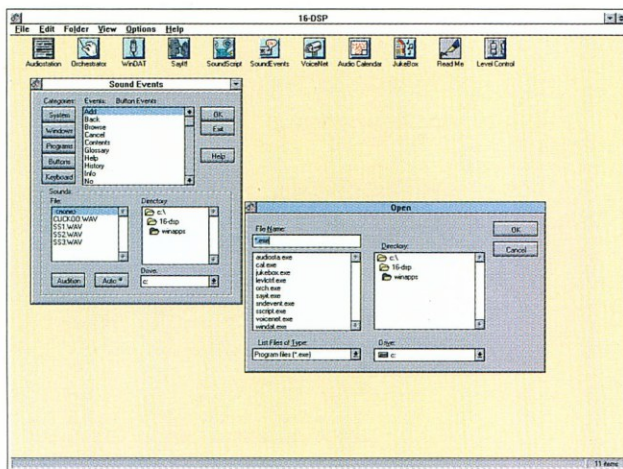 16-DSP
File Edit Folder View Options Help
Audiostation Orchestrator WinDAT SayIt! SoundScript SoundEvents VoiceNet Audio Calendar JukeBox Read Me Level Control
Sound Events
Categories: Events: Button Events
System
Windows
Programs
Buttons
Keyboard
Add
Back
Browse
Cancel
Contents
Glossary
Help
History
Info
No
OK
Exit
Help
Sounds:
File:
<none>
CUCKOO.WAV
SS1.WAV
SS2.WAV
SS3.WAV
Directory:
c:\
16-dsp
winapps
Audition
Auto *
Drive:
c:
Open
File Name:
*.exe
audiosta.exe
cal.exe
jukebox.exe
levlctrl.exe
orch.exe
sayit.exe
sndevent.exe
sscript.exe
voicenet.exe
windat.exe
List Files of Type:
Program files (*.exe)
Directory:
c:\
16-dsp
winapps
Drive:
c:
OK
Cancel
11 items